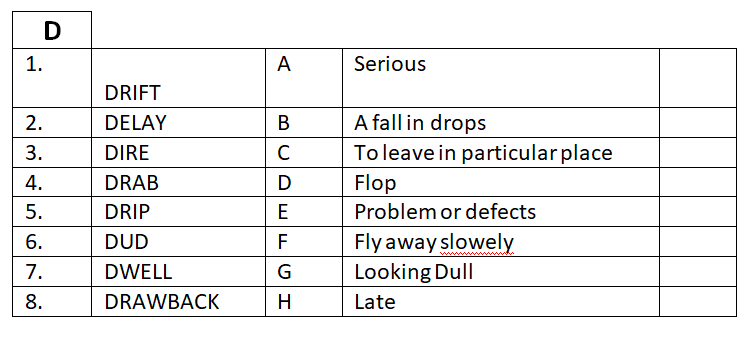 D
1. A Serious
DRIFT
2. DELAY B A fall in drops
3. DIRE C To leave in particular place
4. DRAB D Flop
5. DRIP E Problem or defects
6. DUD F Fly away slowely
7. DWELL G Looking Dull
8. DRAWBACK H Late